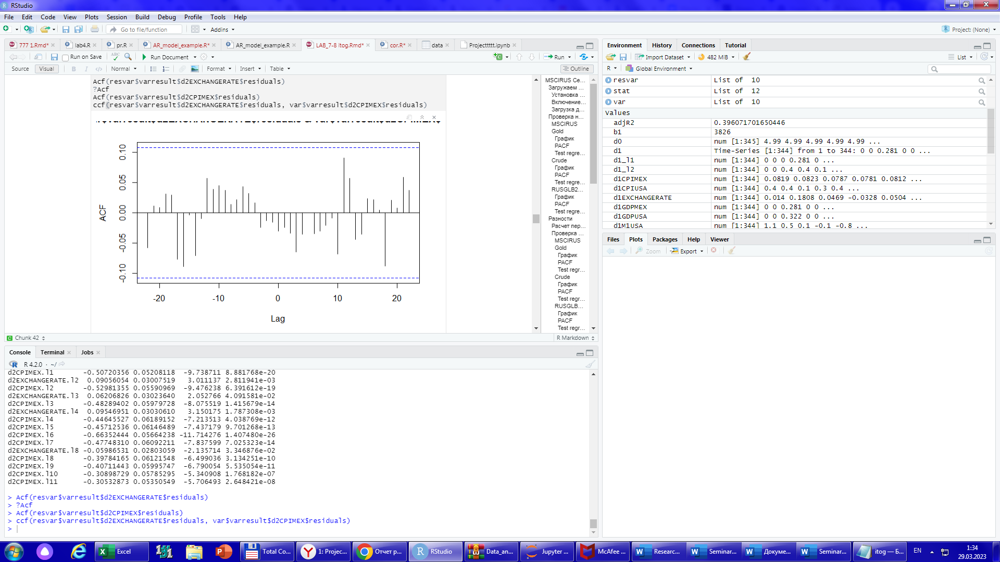 RStudio
File Edit Code View Plots Session Build Debug Profile Tools Help
Go to file/function Addins Project: (None)
777 1.Rmd* lab4.R pr.R AR_model_example.R* AR_model_example.R LAB_7-8 itog.Rmd* cor.R* data Projecttttt.ipynb
Run on Save ABC Run Document Run
Source Visual B I </> Normal Format Insert Table Outline
Acf(resvar$varresult$d2EXCHANGERATE$residuals)
?Acf
Acf(resvar$varresult$d2CPIMEX$residuals)
ccf(resvar$varresult$d2EXCHANGERATE$residuals, var$varresult$d2CPIMEX$residuals)
ACF
0.10
0.05
0.00
-0.05
-0.10
-20 -10 0 10 20
Lag
MSCIRUS Се...
Загружаем ...
Установка ...
Включение...
Загрузка д...
Проверка н...
MSCIRUS
Gold
График
PACF
Test regre...
Crude
График
PACF
Test regre...
RUSGLB2...
График
PACF
Test regre...
Разности
Расчет пер...
Проверка ...
MSCIRUS
Gold
График
PACF
Test regr...
Crude
График
PACF
Test regr...
RUSGLB...
График
PACF
Test regr...
Chunk 42 R Markdown
Console Terminal Jobs
R 4.2.0 · ~/
d2CPIMEX.l1 -0.50720356 0.05208118 -9.738711 8.881768e-20
d2EXCHANGERATE.l2 0.09056054 0.03007519 3.011137 2.811941e-03
d2CPIMEX.l2 -0.52981355 0.05590969 -9.476238 6.391612e-19
d2EXCHANGERATE.l3 0.06206826 0.03023640 2.052766 4.091581e-02
d2CPIMEX.l3 -0.48289402 0.05979728 -8.075519 1.415679e-14
d2EXCHANGERATE.l4 0.09546951 0.03030610 3.150175 1.787308e-03
d2CPIMEX.l4 -0.44645527 0.06189152 -7.213513 4.038769e-12
d2CPIMEX.l5 -0.45712536 0.06146489 -7.437179 9.701268e-13
d2CPIMEX.l6 -0.66352444 0.05664238 -11.714276 1.407480e-26
d2CPIMEX.l7 -0.47748310 0.06092211 -7.837599 7.025323e-14
d2EXCHANGERATE.l8 -0.05986531 0.02803059 -2.135714 3.346876e-02
d2CPIMEX.l8 -0.39784165 0.06121548 -6.499036 3.134251e-10
d2CPIMEX.l9 -0.40711443 0.05995747 -6.790054 5.535054e-11
d2CPIMEX.l10 -0.30898729 0.05785295 -5.340908 1.768182e-07
d2CPIMEX.l11 -0.30532873 0.05350549 -5.706493 2.648421e-08
> Acf(resvar$varresult$d2EXCHANGERATE$residuals)
> ?Acf
> Acf(resvar$varresult$d2CPIMEX$residuals)
> ccf(resvar$varresult$d2EXCHANGERATE$residuals, var$varresult$d2CPIMEX$residuals)
>
Environment History Connections Tutorial
Import Dataset 482 MiB List
R Global Environment
resvar List of 10
stat List of 12
var List of 10
Values
adjR2 0.396071701650446
b1 3826
d0 num [1:345] 4.99 4.99 4.99 4.99 4.99 ...
d1 Time-Series [1:344] from 1 to 344: 0 0 0.281 0 0 ...
d1_l1 num [1:344] 0 0 0 0.281 0 ...
d1_l2 num [1:344] 0 0 0.4 0.4 0.1 ...
d1CPIMEX num [1:344] 0.0819 0.0823 0.0787 0.0781 0.0812 ...
d1CPIUSA num [1:344] 0.4 0.4 0.1 0.3 0.4 ...
d1EXCHANGERATE num [1:344] 0.014 0.1808 0.0469 -0.0328 0.0504 ...
d1GDPMEX num [1:344] 0 0 0.281 0 0 ...
d1GDPUSA num [1:344] 0 0 0.322 0 0 ...
d1M1USA num [1:344] 1.1 0.5 0.1 -0.1 -0.8 ...
Files Plots Packages Help Viewer
Zoom Export
Excel Total Co... 1: Projec... Отчет р... RStudio Data_an... Jupyter ... McAfee ... Researc... Seminar... Докуме... Seminar... itog — Б... EN 1:34
29.03.2023